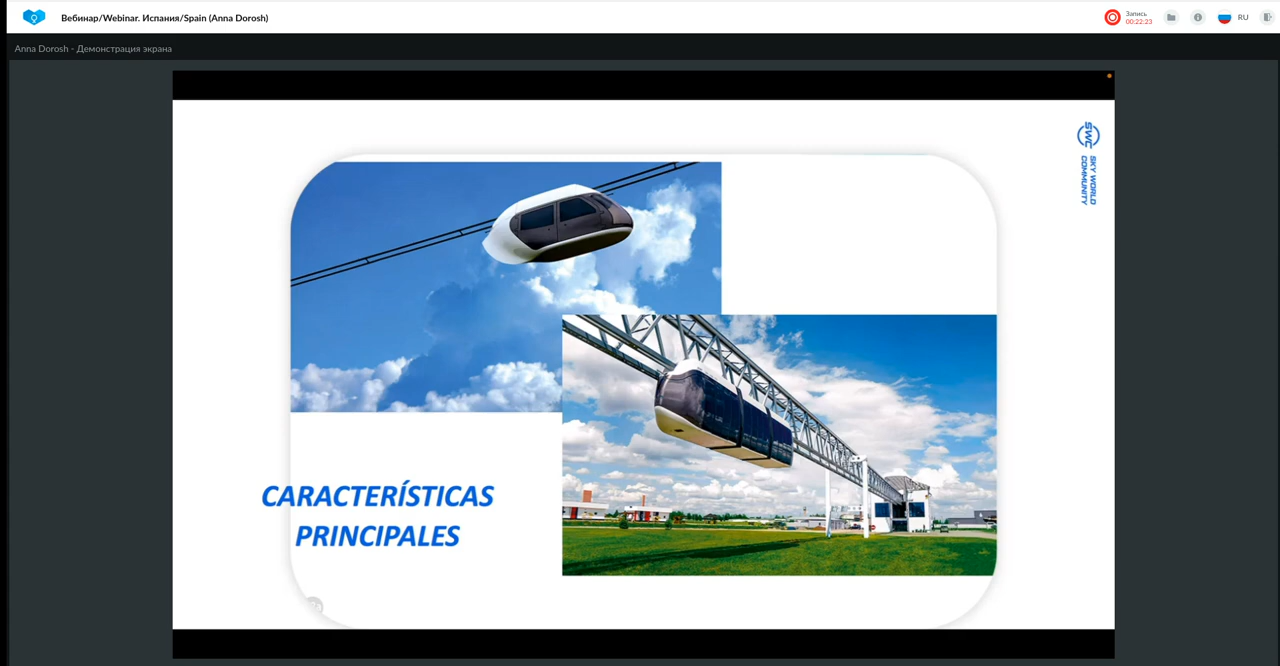 Вебинар/Webinar. Испания/Spain (Anna Dorosh)
Запись
00:22:23
RU
Anna Dorosh - Демонстрация экрана
SWC
SKY WORLD
COMMUNITY
CARACTERÍSTICAS
PRINCIPALES